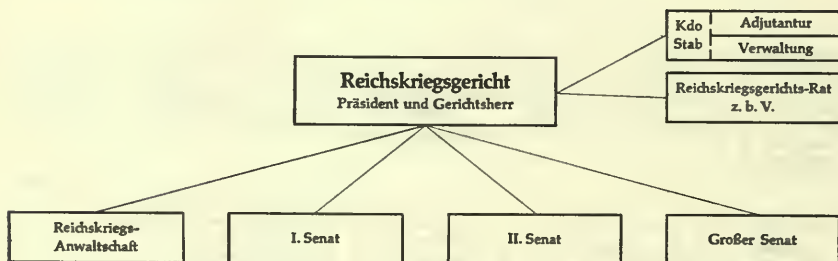 Kdo
Stab
Adjutantur
Verwaltung
Reichskriegsgericht
Präsident und Gerichtsherr
Reichskriegsgerichts-Rat
z. b. V.
Reichskriegs-
Anwaltschaft
I. Senat
II. Senat
Großer Senat